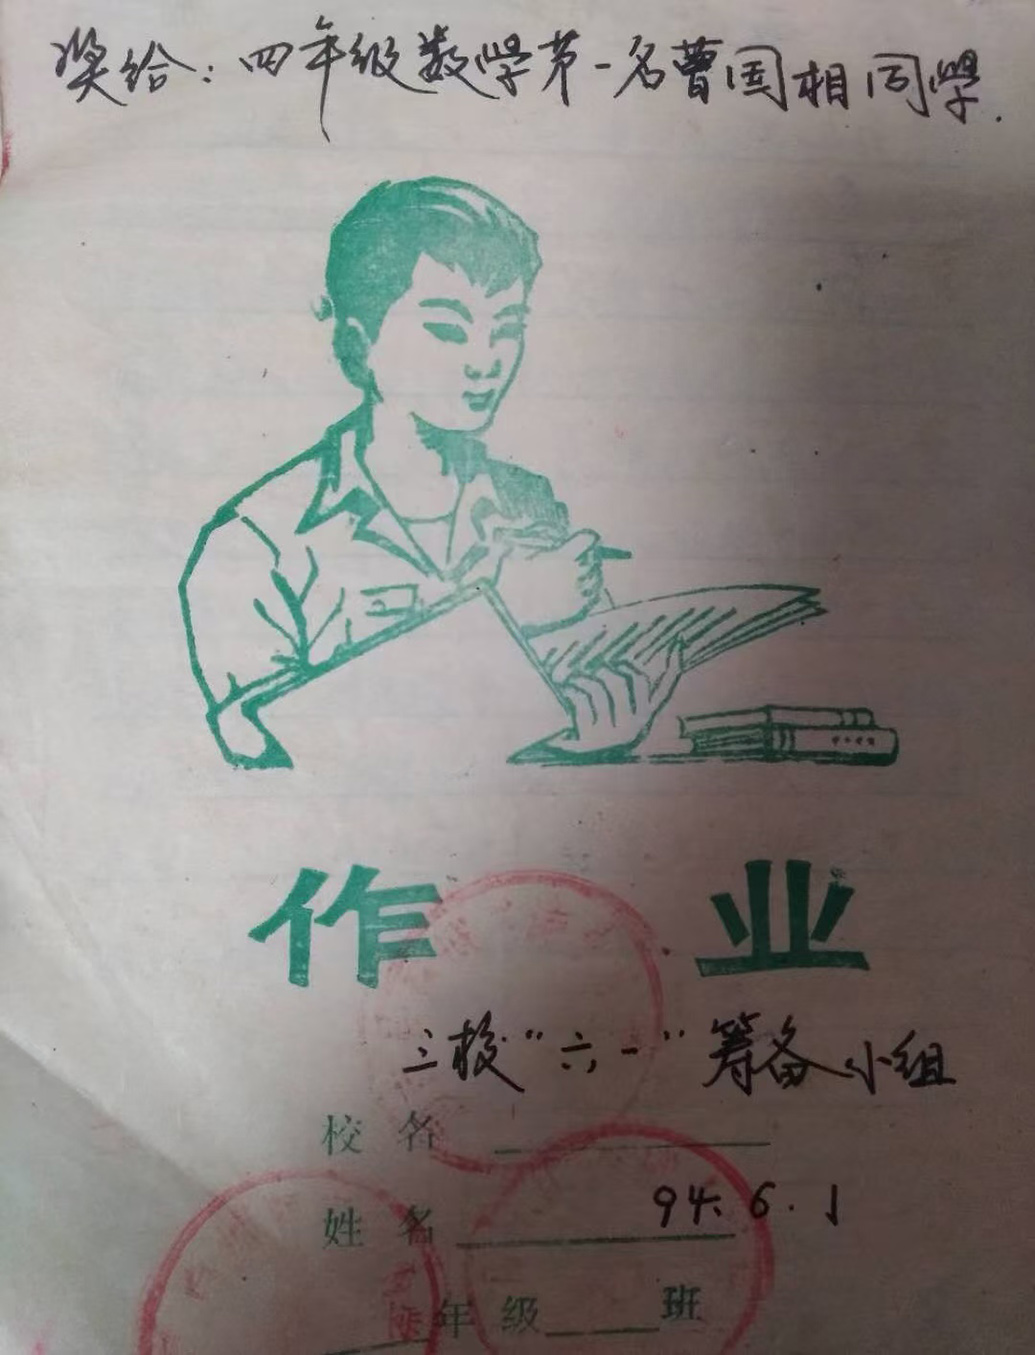 奖给：四年级数学第一名曹国相同学.
作业
三校“六一”筹备小组
校名
姓名
94.6.1
年级 班